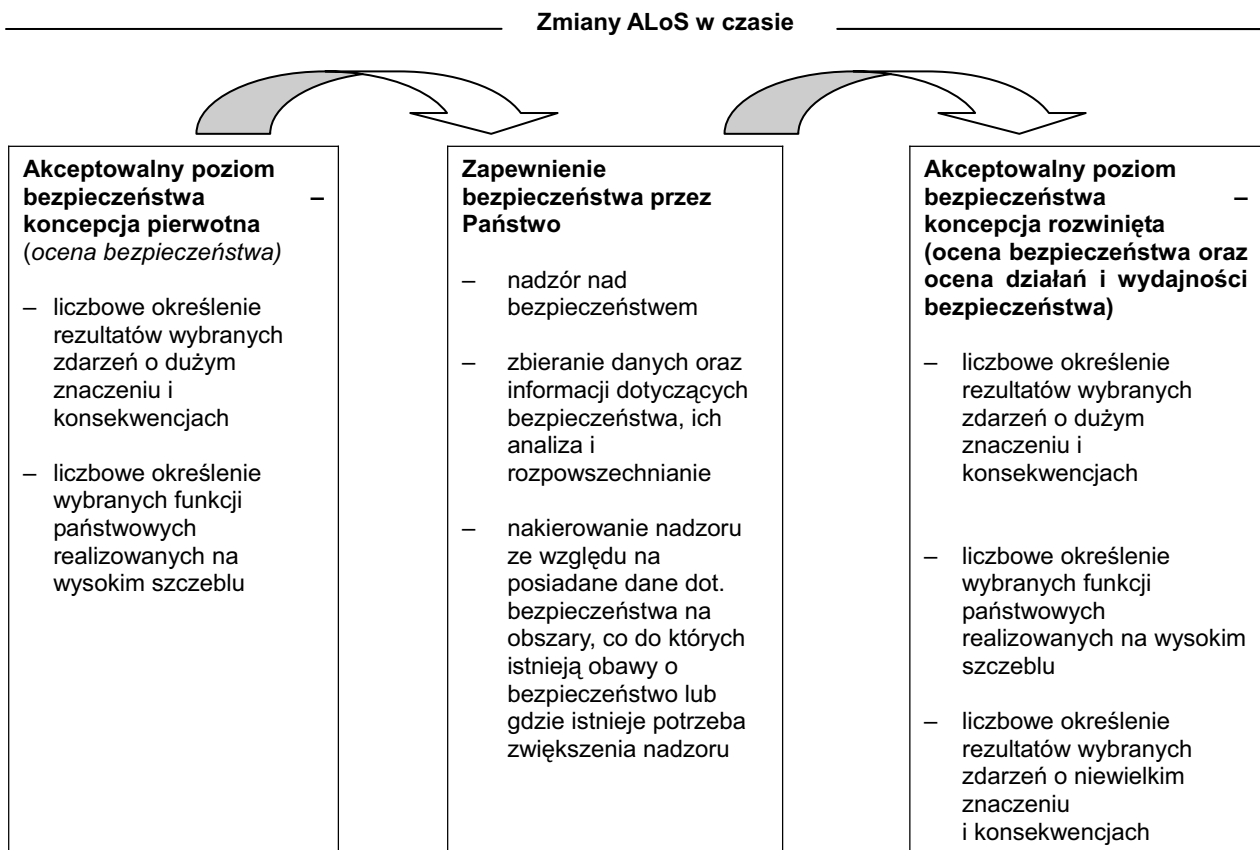 Zmiany ALoS w czasie
Akceptowalny poziom
bezpieczeństwa –
koncepcja pierwotna
(ocena bezpieczeństwa)
– liczbowe określenie
rezultatów wybranych
zdarzeń o dużym
znaczeniu i
konsekwencjach
– liczbowe określenie
wybranych funkcji
państwowych
realizowanych na
wysokim szczeblu
Zapewnienie
bezpieczeństwa przez
Państwo
– nadzór nad
bezpieczeństwem
– zbieranie danych oraz
informacji dotyczących
bezpieczeństwa, ich
analiza i
rozpowszechnianie
– nakierowanie nadzoru
ze względu na
posiadane dane dot.
bezpieczeństwa na
obszary, co do których
istnieją obawy o
bezpieczeństwo lub
gdzie istnieje potrzeba
zwiększenia nadzoru
Akceptowalny poziom
bezpieczeństwa –
koncepcja rozwinięta
(ocena bezpieczeństwa oraz
ocena działań i wydajności
bezpieczeństwa)
– liczbowe określenie
rezultatów wybranych
zdarzeń o dużym
znaczeniu i
konsekwencjach
– liczbowe określenie
wybranych funkcji
państwowych
realizowanych na wysokim
szczeblu
– liczbowe określenie
rezultatów wybranych
zdarzeń o niewielkim
znaczeniu
i konsekwencjach